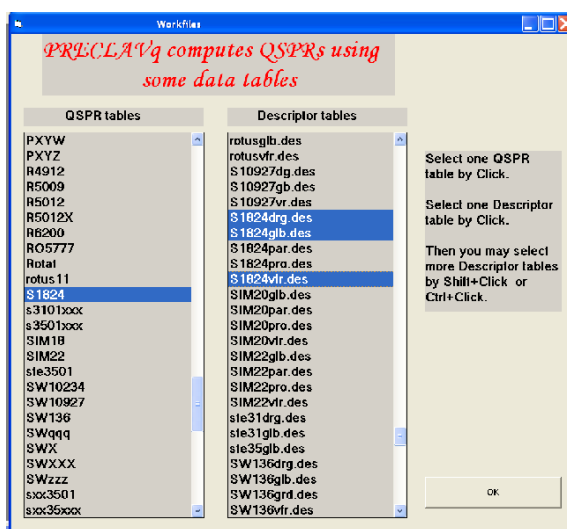 Workfiles
PRECLAVq computes QSPRs using
some data tables
QSPR tables
PXYW
PXYZ
R4912
R5009
R5012
R5012X
R6200
RO5777
Rotal
rotus11
S1824
s3101xxx
s3501xxx
SIM18
SIM22
ste3501
SW10234
SW10927
SW136
SWqqq
SWX
SWXXX
SWzzz
sxx3501
sxx35xxx
Descriptor tables
rotusglb.des
rotusvfr.des
S10927dg.des
S10927gb.des
S10927vr.des
S1824drg.des
S1824glb.des
S1824par.des
S1824pro.des
S1824vfr.des
SIM20glb.des
SIM20par.des
SIM20pro.des
SIM20vfr.des
SIM22glb.des
SIM22par.des
SIM22pro.des
SIM22vfr.des
ste31drg.des
ste31glb.des
ste35glb.des
SW136drg.des
SW136glb.des
SW136grd.des
SW136vfr.des
Select one QSPR
table by Click.
Select one Descriptor
table by Click.
Then you may select
more Descriptor tables
by Shift+Click or
Ctrl+Click.
OK